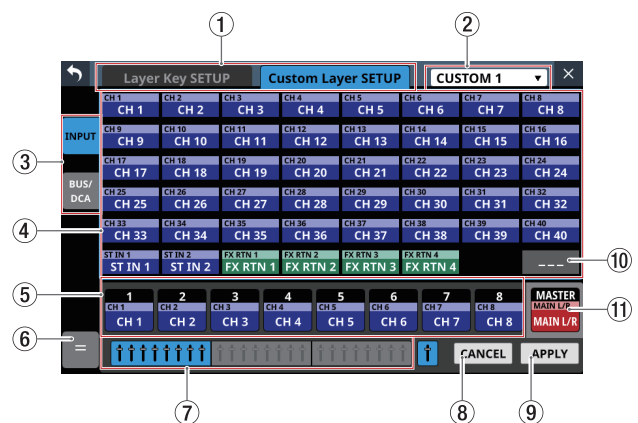 ① ②
Layer Key SETUP Custom Layer SETUP CUSTOM 1 ▼ ×
CH 1 CH 2 CH 3 CH 4 CH 5 CH 6 CH 7 CH 8
CH 1 CH 2 CH 3 CH 4 CH 5 CH 6 CH 7 CH 8
CH 9 CH 10 CH 11 CH 12 CH 13 CH 14 CH 15 CH 16
INPUT CH 9 CH 10 CH 11 CH 12 CH 13 CH 14 CH 15 CH 16
③
CH 17 CH 18 CH 19 CH 20 CH 21 CH 22 CH 23 CH 24
CH 17 CH 18 CH 19 CH 20 CH 21 CH 22 CH 23 CH 24
BUS/
DCA
CH 25 CH 26 CH 27 CH 28 CH 29 CH 30 CH 31 CH 32
CH 25 CH 26 CH 27 CH 28 CH 29 CH 30 CH 31 CH 32
CH 33 CH 34 CH 35 CH 36 CH 37 CH 38 CH 39 CH 40
④ CH 33 CH 34 CH 35 CH 36 CH 37 CH 38 CH 39 CH 40
ST IN 1 ST IN 2 FX RTN 1 FX RTN 2 FX RTN 3 FX RTN 4
ST IN 1 ST IN 2 FX RTN 1 FX RTN 2 FX RTN 3 FX RTN 4 _ _ _ ⑩
⑤ 1 2 3 4 5 6 7 8 MASTER
CH 1 CH 2 CH 3 CH 4 CH 5 CH 6 CH 7 CH 8 MAIN L/R
CH 1 CH 2 CH 3 CH 4 CH 5 CH 6 CH 7 CH 8 MAIN L/R ⑪
⑥ = CANCEL APPLY
⑦ ⑧ ⑨